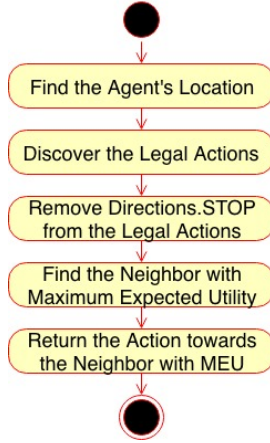 Find the Agent's Location
Discover the Legal Actions
Remove Directions.STOP
from the Legal Actions
Find the Neighbor with
Maximum Expected Utility
Return the Action towards
the Neighbor with MEU